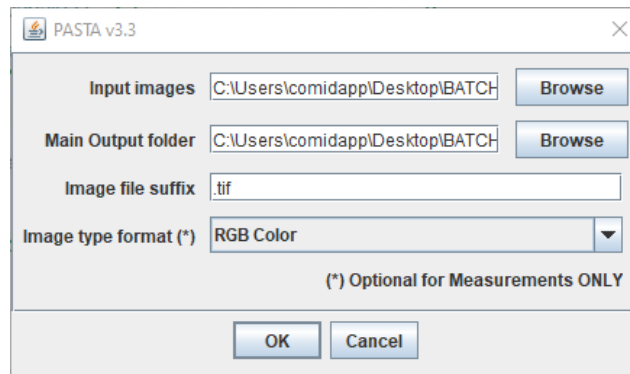 PASTA v3.3
Input images C:\Users\comidapp\Desktop\BATCH Browse
Main Output folder C:\Users\comidapp\Desktop\BATCH Browse
Image file suffix .tif
Image type format (*) RGB Color
(*) Optional for Measurements ONLY
OK Cancel